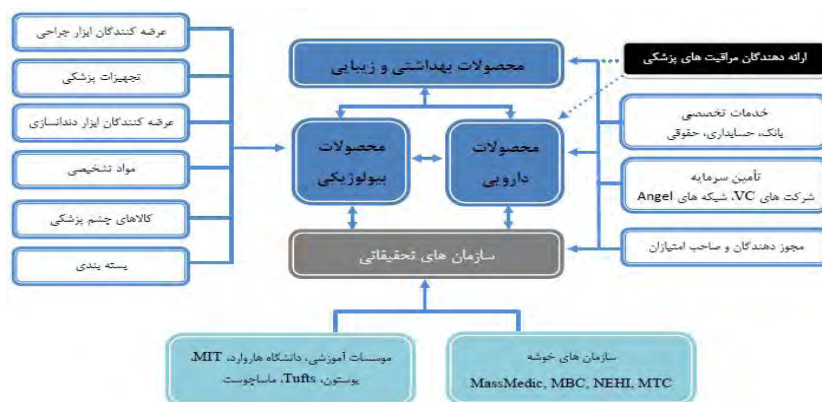 عرضه کنندگان ابزار جراحی
تجهیزات پزشکی
عرضه کنندگان ابزار دندانسازی
مواد تشخیصی
کالاهای چشم پزشکی
بسته بندی
محصولات بهداشتی و زیبایی
محصولات
بیولوژیکی
محصولات
دارویی
سازمان های تحقیقاتی
ارائه دهندگان مراقبت های پزشکی
خدمات تخصصی
بانک، حسابداری، حقوقی
تأمین سرمایه
شرکت های VC، شبکه های Angel
مجوز دهندگان و صاحب امتیازان
موسسات آموزشی، دانشگاه هاروارد، MIT،
بوستون، Tufts، ماساچوست
سازمان های خوشه
MassMedic, MBC, NEHI, MTC